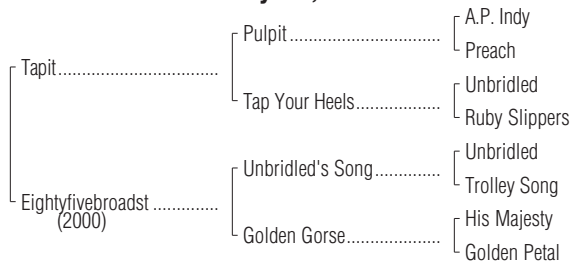 A.P. Indy
Pulpit
Preach
Tapit
Unbridled
Tap Your Heels
Ruby Slippers
Unbridled
Unbridled's Song
Trolley Song
Eightyfivebroadst
(2000)
His Majesty
Golden Gorse
Golden Petal